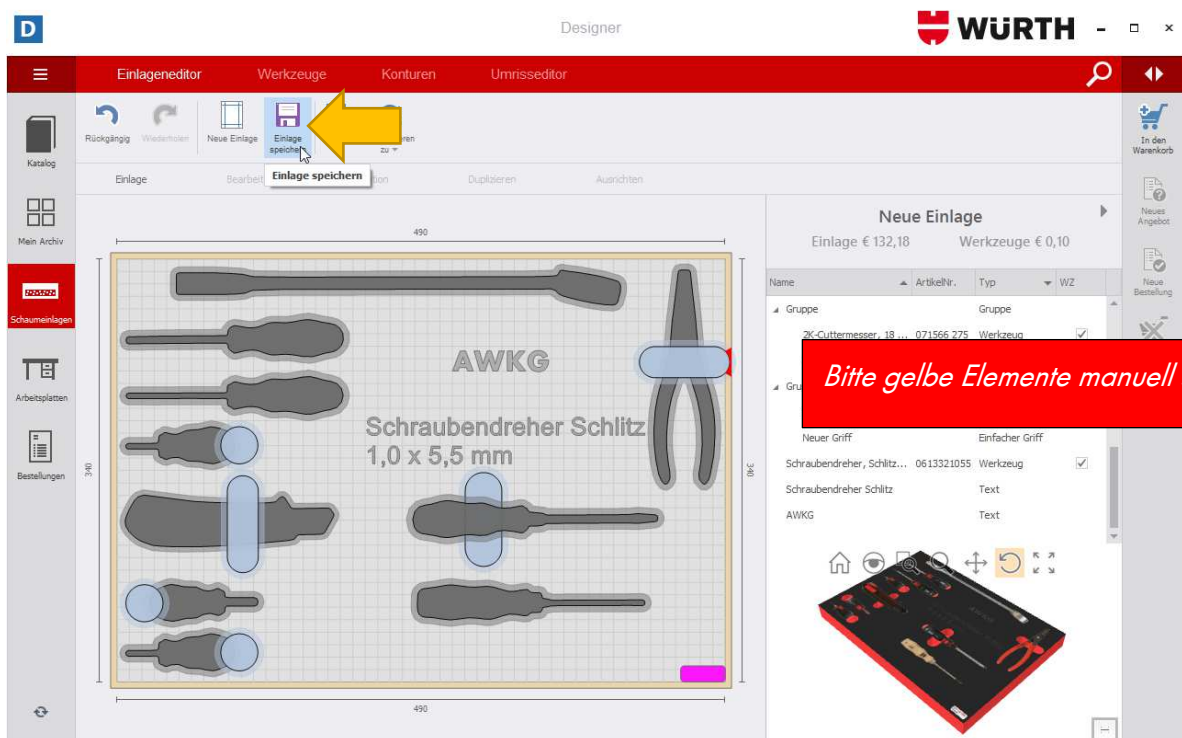 D
Designer
WÜRTH
Einlageneditor
Werkzeuge
Konturen
Umrisseditor
Katalog
Mein Archiv
Schaumeinlagen
Arbeitsplatten
Bestellungen
Rückgängig
Wiederholen
Neue Einlage
Einlage
speichern
zu
Einlage speichern
Einlage
Duplizieren
Ausrichten
490
340
AWKG
Schraubendreher Schlitz
1,0 x 5,5 mm
340
490
Neue Einlage
Einlage € 132,18 Werkzeuge € 0,10
Name ArtikelNr. Typ WZ
Gruppe Gruppe
2K-Cuttermesser, 18 ... 071566 275 Werkzeug
Bitte gelbe Elemente manuell
Neuer Griff Einfacher Griff
Schraubendreher, Schlitz... 0613321055 Werkzeug
Schraubendreher Schlitz Text
AWKG Text
In den
Warenkorb
Neues
Angebot
Neue
Bestellung